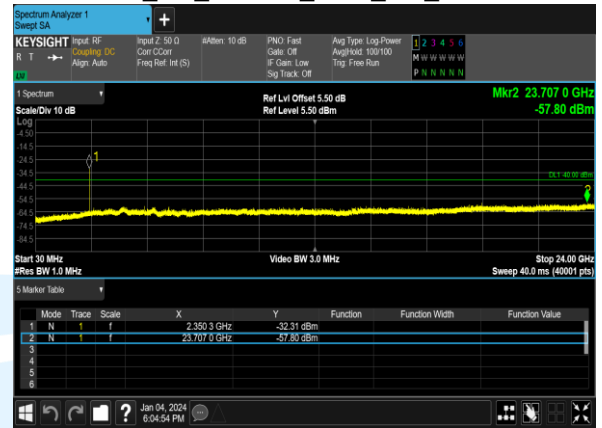 Spectrum Analyzer 1
Swept SA
KEYSIGHT Input: RF Input Z: 50 Ω #Atten: 10 dB PNO: Fast Avg Type: Log-Power 1 2 3 4 5 6
R T Coupling: DC Corr CCorr Gate: Off Avg|Hold: 100/100 M W W W W W
Align: Auto Freq Ref: Int (S) IF Gain: Low Trig: Free Run P N N N N N
Sig Track: Off
1 Spectrum
Ref Lvl Offset 5.50 dB Mkr2 23.707 0 GHz
Scale/Div 10 dB Ref Level 5.50 dBm -57.80 dBm
Log
-4.50
-14.5
-24.5
1
-34.5
DL1 -40.00 dBm
-44.5
-54.5
-64.5
-74.5
-84.5
Start 30 MHz Video BW 3.0 MHz Stop 24.00 GHz
#Res BW 1.0 MHz Sweep 40.0 ms (40001 pts)
5 Marker Table
Mode Trace Scale X Y Function Function Width Function Value
1 N 1 f 2.350 3 GHz -32.31 dBm
2 N 1 f 23.707 0 GHz -57.80 dBm
3
4
5
6
? Jan 04, 2024
6:04:54 PM